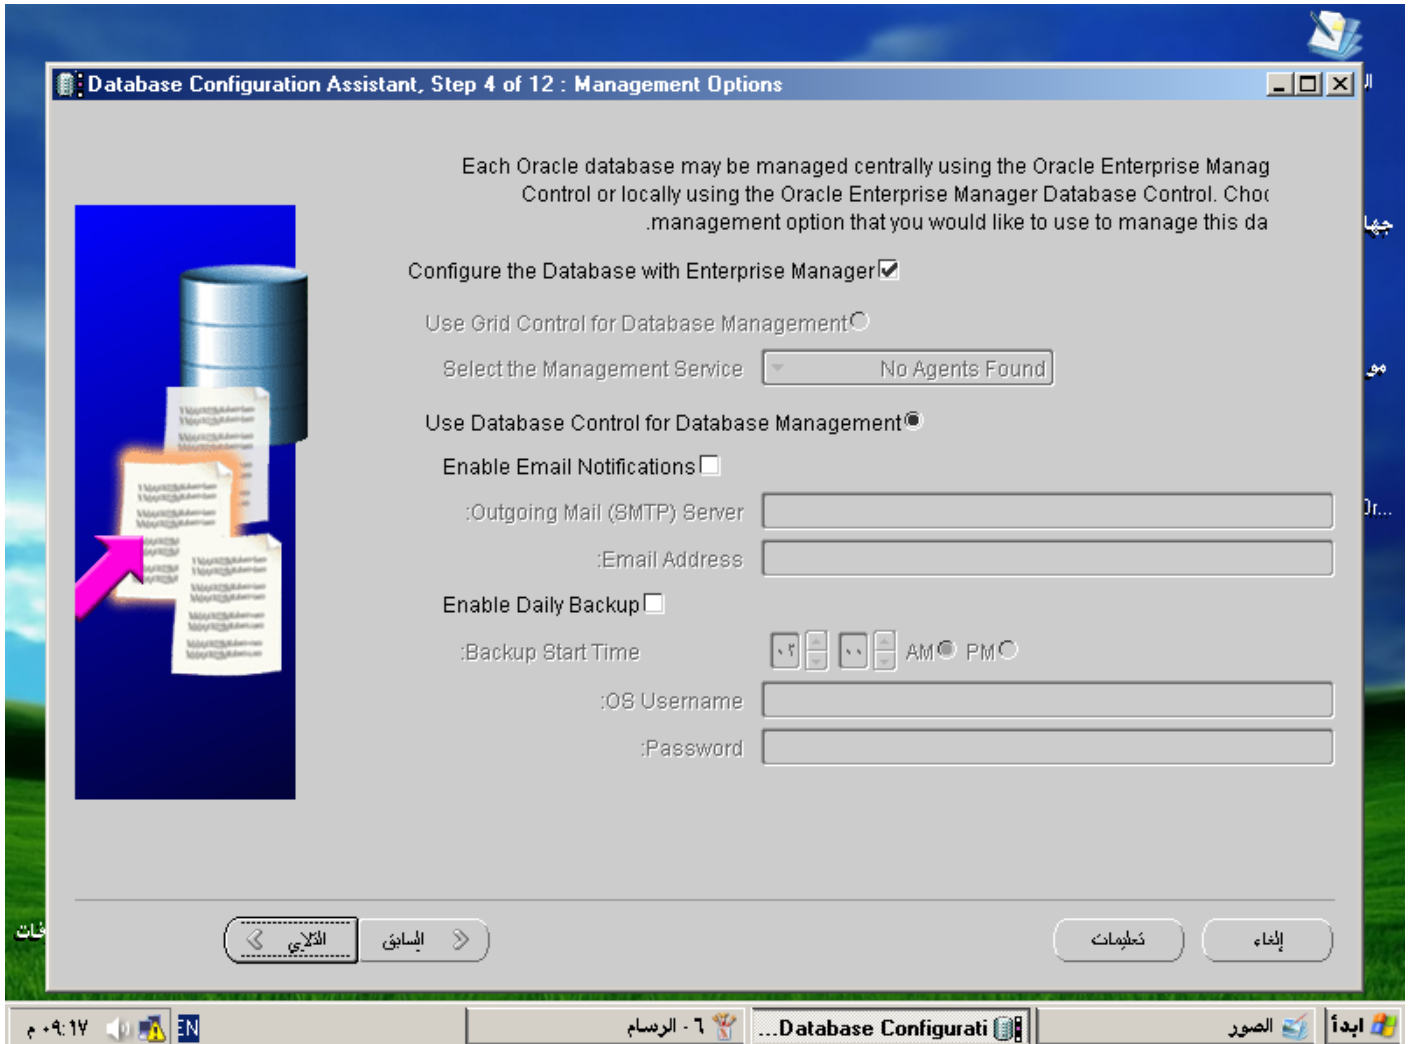 Database Configuration Assistant, Step 4 of 12 : Management Options
Each Oracle database may be managed centrally using the Oracle Enterprise Manag
Control or locally using the Oracle Enterprise Manager Database Control. Choo
.management option that you would like to use to manage this da
Configure the Database with Enterprise Manager
Use Grid Control for Database Management
Select the Management Service No Agents Found
Use Database Control for Database Management
Enable Email Notifications
:Outgoing Mail (SMTP) Server
:Email Address
Enable Daily Backup
:Backup Start Time ٠٢ ٠٠ AM PM
:OS Username
:Password
إلغاء تعليمات السابق التالي
ابدأ الصور Database Configurati... ٦ - الرسام EN ٠٩:١٧ م